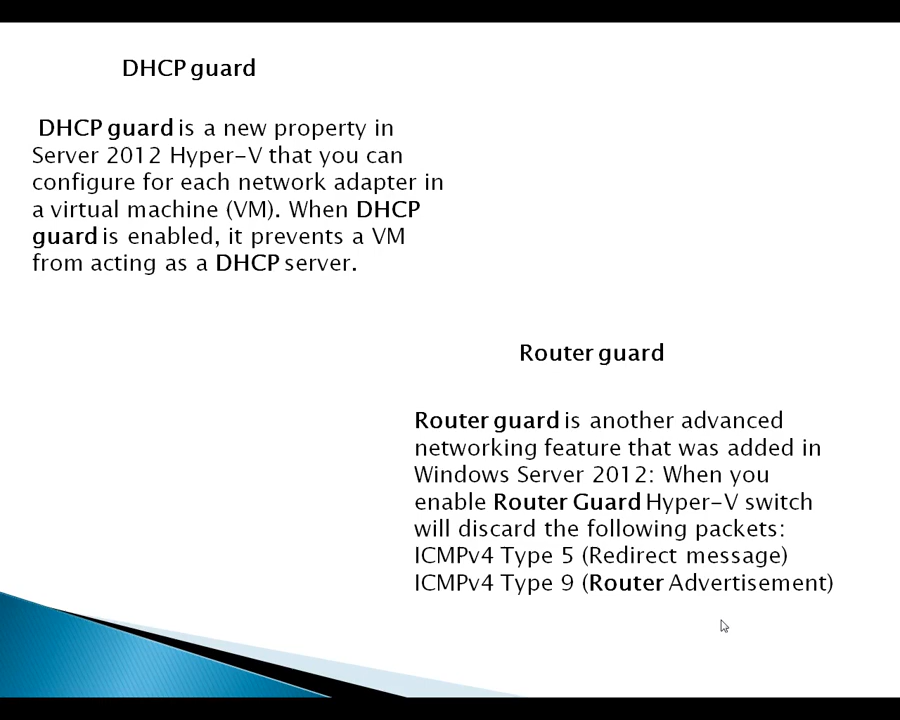 DHCP guard
DHCP guard is a new property in
Server 2012 Hyper-V that you can
configure for each network adapter in
a virtual machine (VM). When DHCP
guard is enabled, it prevents a VM
from acting as a DHCP server.
Router guard
Router guard is another advanced
networking feature that was added in
Windows Server 2012: When you
enable Router Guard Hyper-V switch
will discard the following packets:
ICMPv4 Type 5 (Redirect message)
ICMPv4 Type 9 (Router Advertisement)